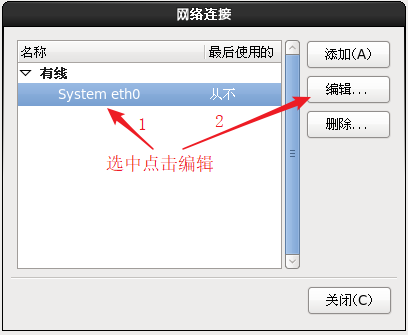 网络连接
名称 最后使用的
有线
System eth0 从不
添加(A)
编辑...
删除...
1 2
选中点击编辑
关闭(C)